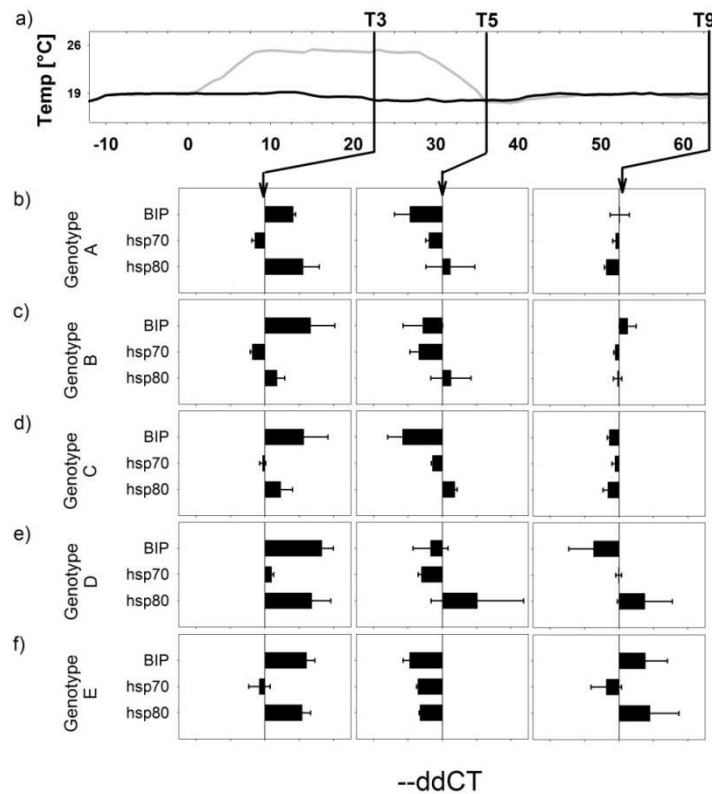 a)
T3 T5 T9
Temp [°C]
26
19
-10 0 10 20 30 40 50 60
b)
Genotype
A
BIP
hsp70
hsp80
c)
Genotype
B
BIP
hsp70
hsp80
d)
Genotype
C
BIP
hsp70
hsp80
e)
Genotype
D
BIP
hsp70
hsp80
f)
Genotype
E
BIP
hsp70
hsp80
--ddCT